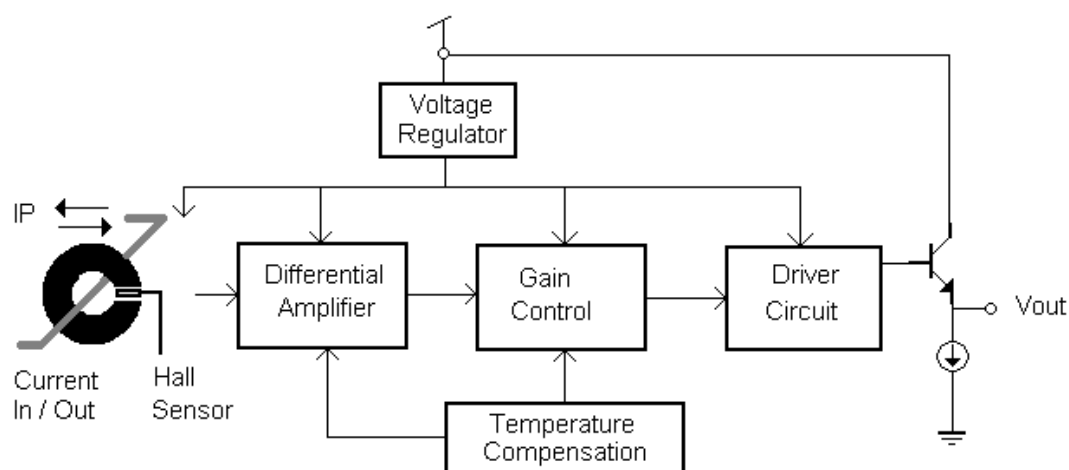 Voltage
Regulator
IP
Differential
Amplifier
Gain
Control
Driver
Circuit
Vout
Current
In / Out
Hall
Sensor
Temperature
Compensation